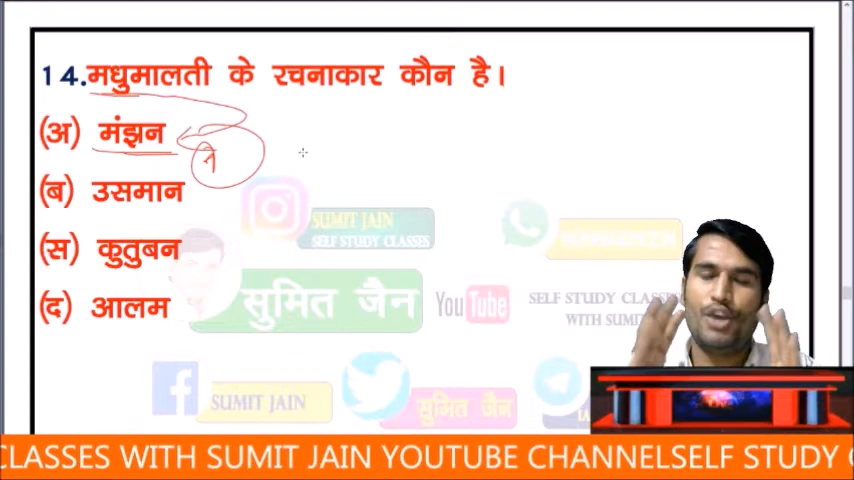 14.मधुमालती के रचनाकार कौन है।
(अ) मंझन
(ब) उसमान
(स) कुतुबन
(द) आलम
SUMIT JAIN
SELF STUDY CLASSES
सुमित जैन
YouTube
SELF STUDY CLASSES
WITH SUMIT JAIN
SUMIT JAIN
सुमित जैन
CLASSES WITH SUMIT JAIN YOUTUBE CHANNELSELF STUDY